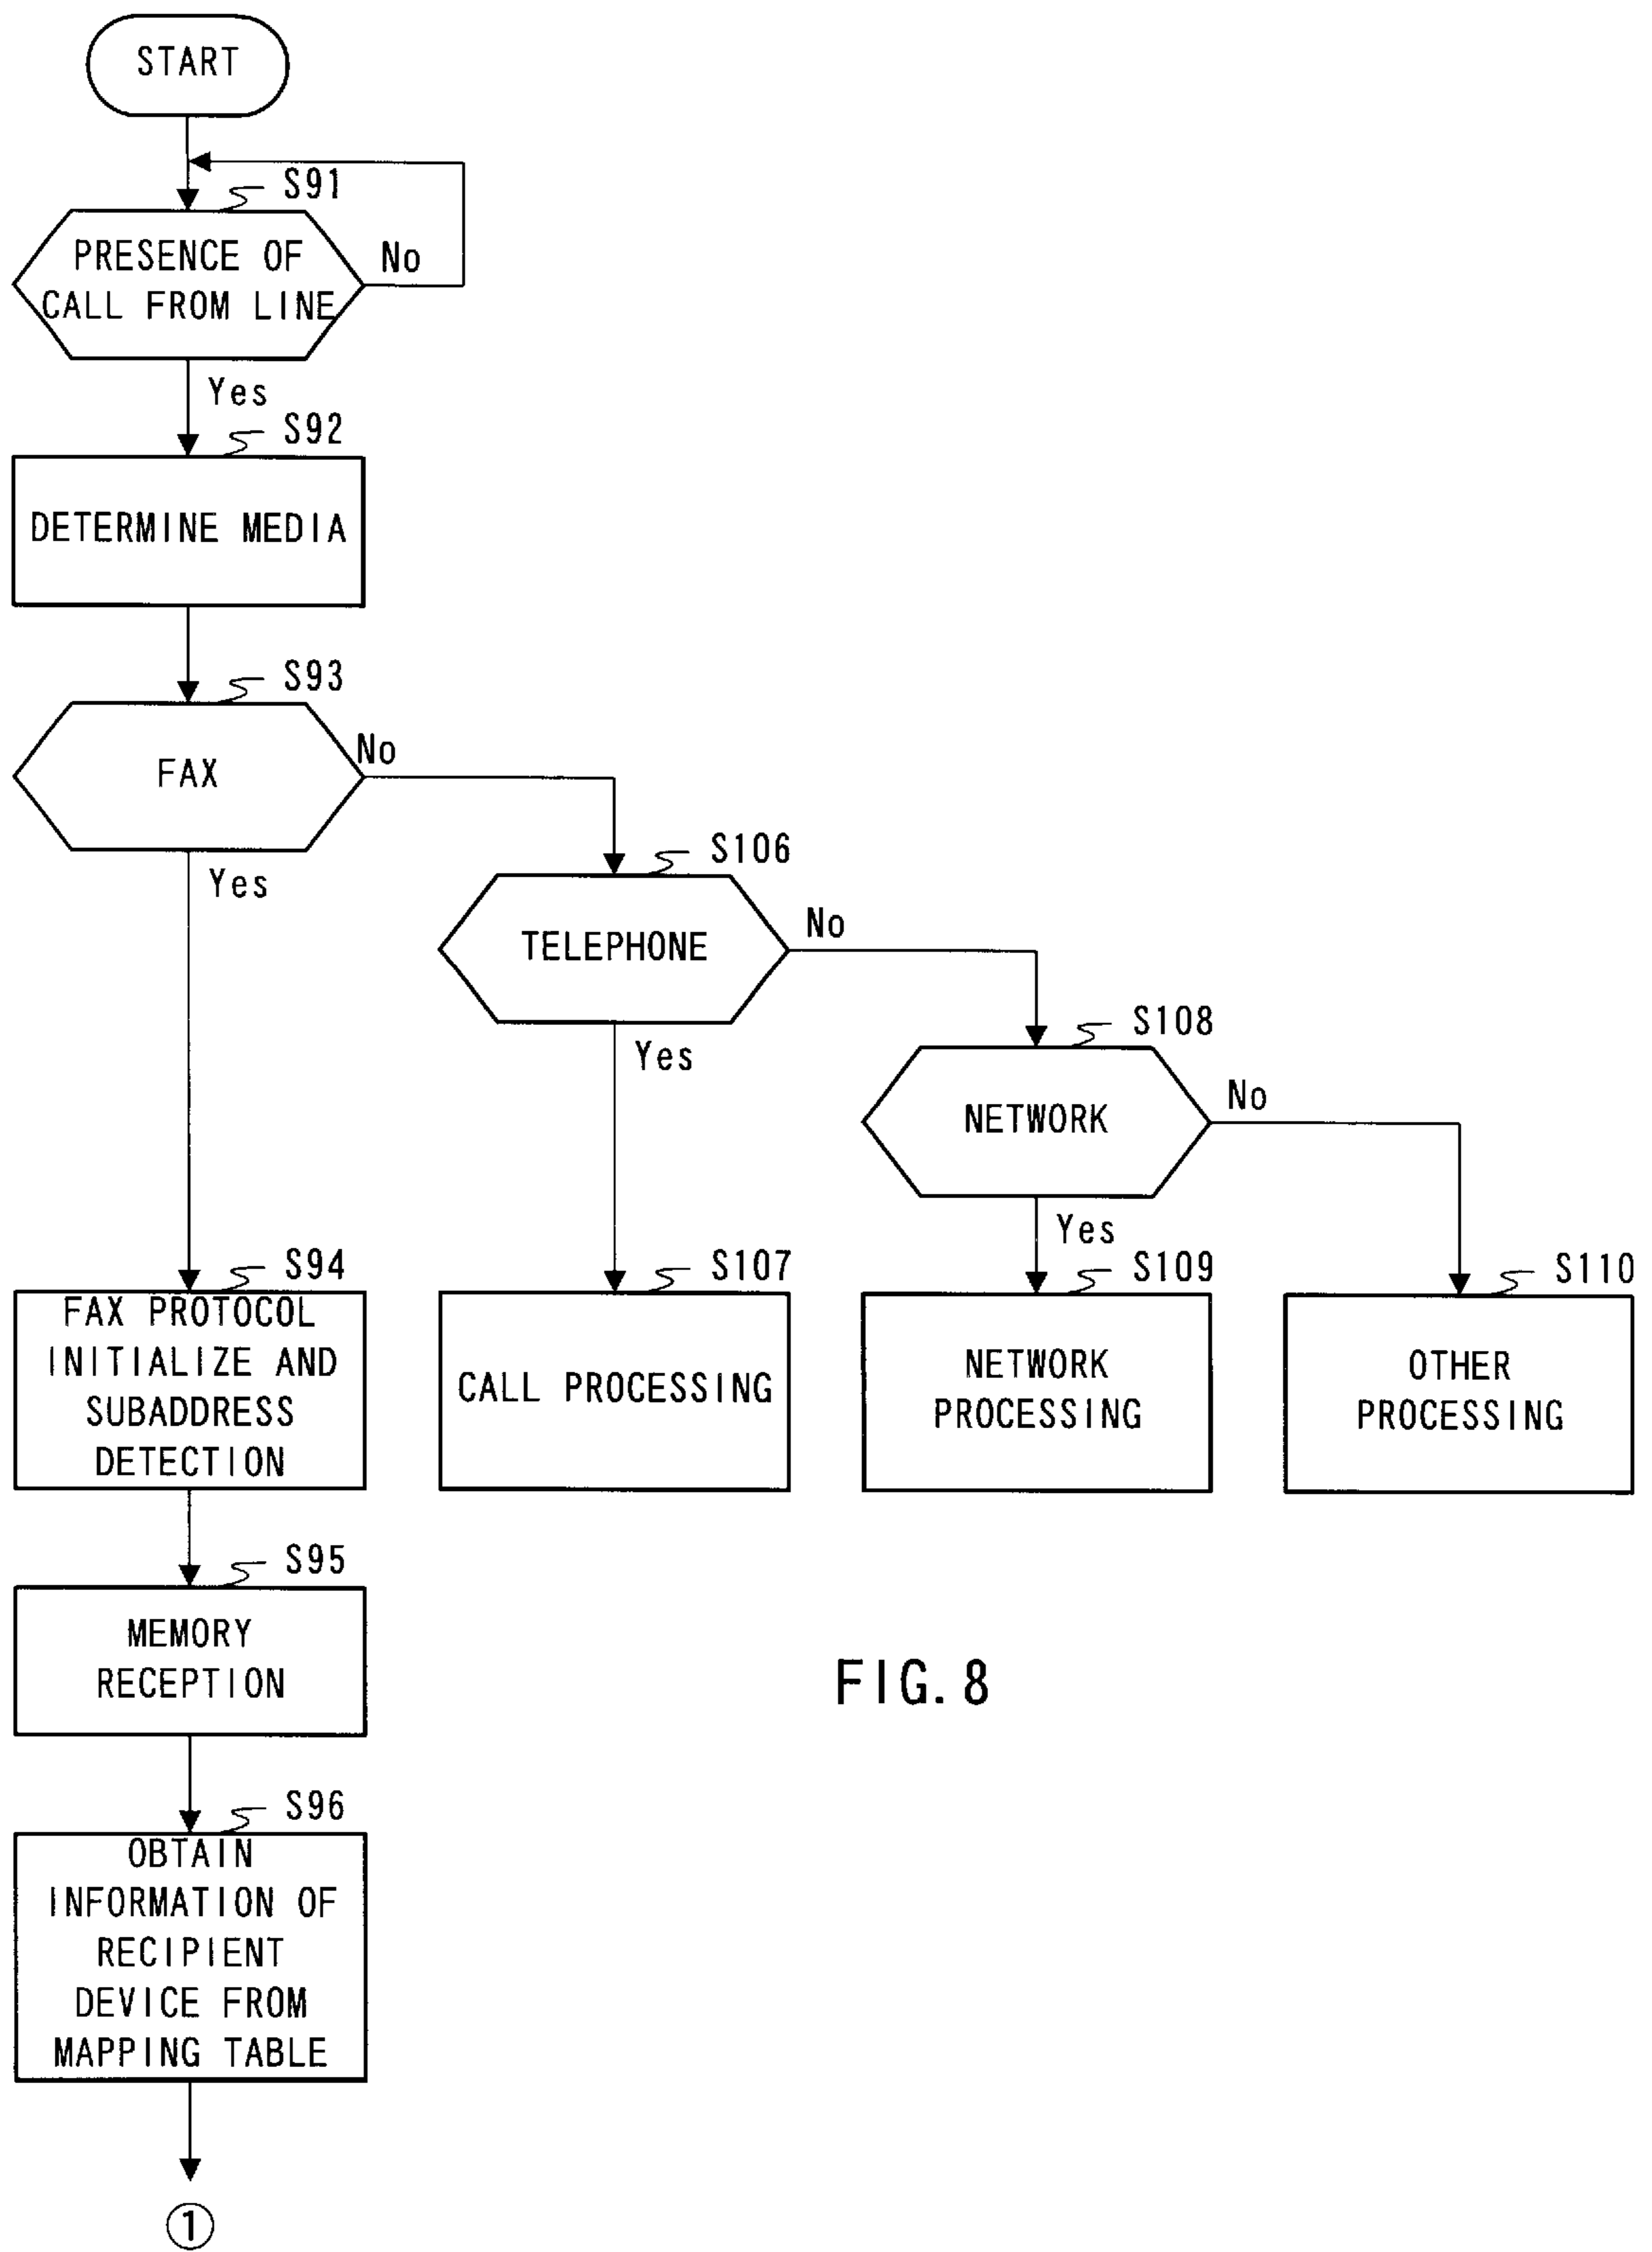 START
S91
PRESENCE OF
CALL FROM LINE
No
Yes
S92
DETERMINE MEDIA
S93
FAX
No
Yes
S106
TELEPHONE
No
Yes
S108
NETWORK
No
Yes
S94
FAX PROTOCOL
INITIALIZE AND
SUBADDRESS
DETECTION
S107
CALL PROCESSING
S109
NETWORK
PROCESSING
S110
OTHER
PROCESSING
S95
MEMORY
RECEPTION
S96
OBTAIN
INFORMATION OF
RECIPIENT
DEVICE FROM
MAPPING TABLE
1
FIG. 8